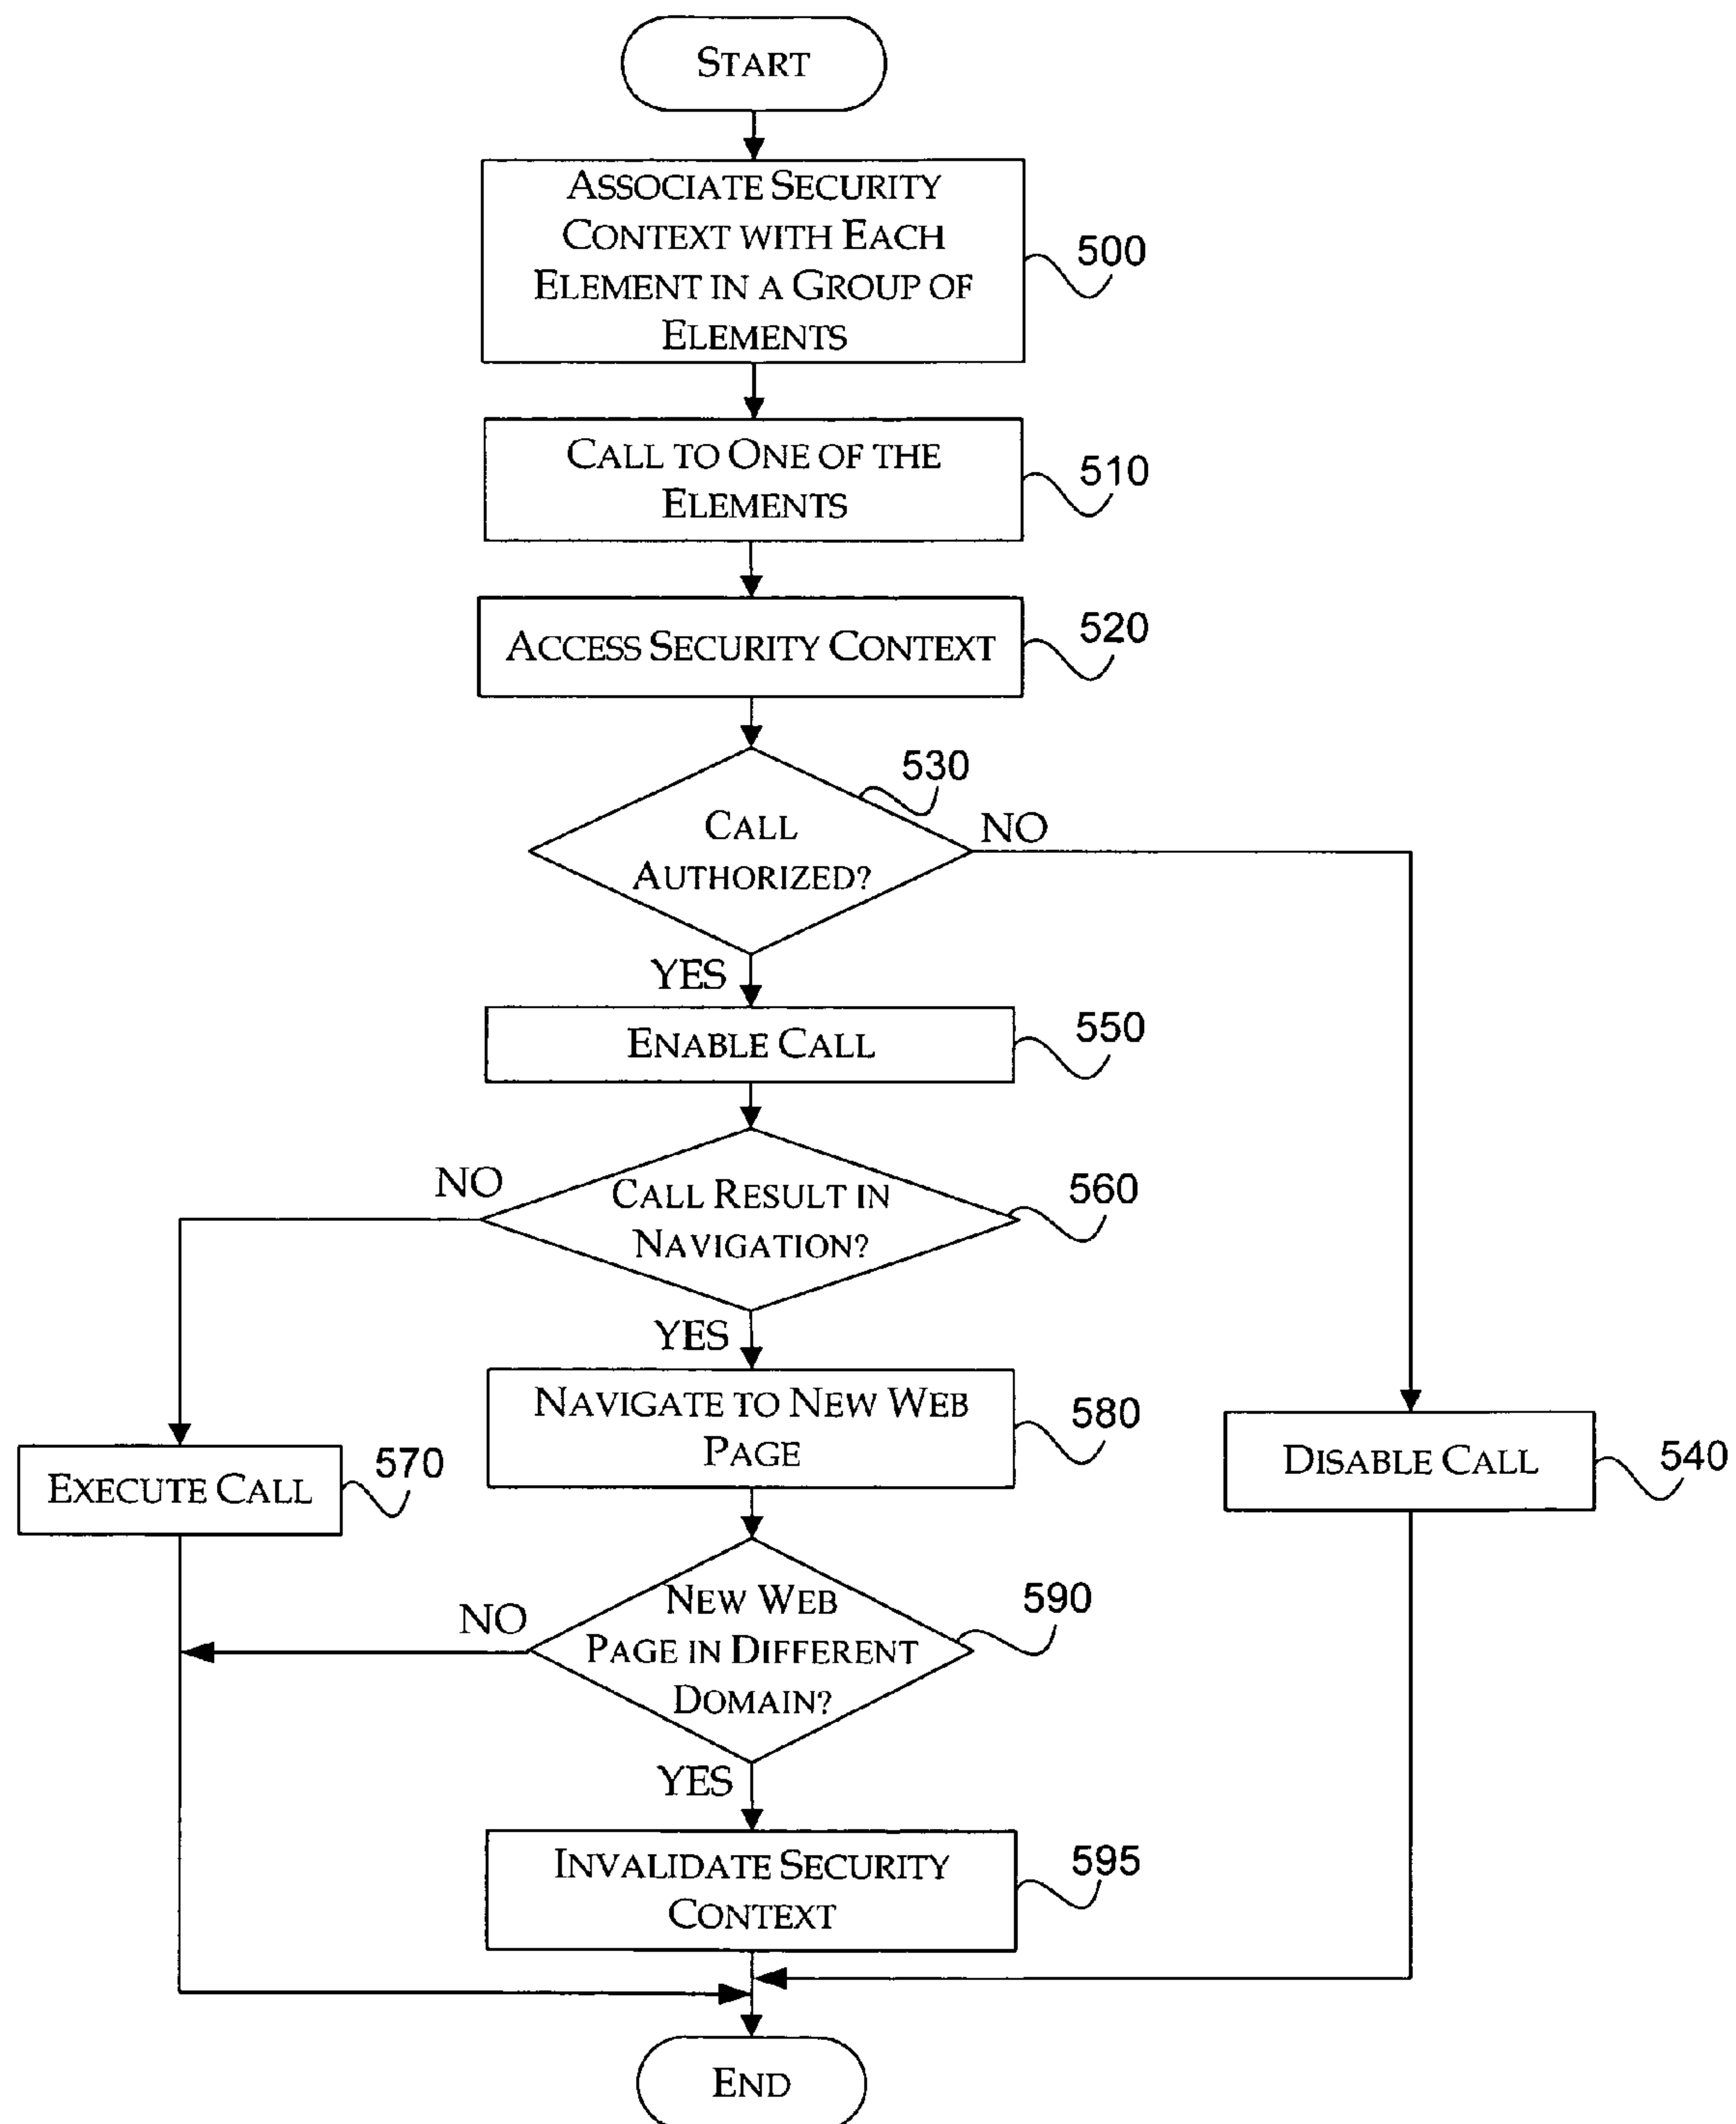 START
ASSOCIATE SECURITY
CONTEXT WITH EACH
ELEMENT IN A GROUP OF
ELEMENTS
500
CALL TO ONE OF THE
ELEMENTS
510
ACCESS SECURITY CONTEXT
520
530
CALL
AUTHORIZED?
NO
YES
ENABLE CALL
550
NO
CALL RESULT IN
NAVIGATION?
560
YES
NAVIGATE TO NEW WEB
PAGE
580
EXECUTE CALL
570
DISABLE CALL
540
NO
NEW WEB
PAGE IN DIFFERENT
DOMAIN?
590
YES
INVALIDATE SECURITY
CONTEXT
595
END